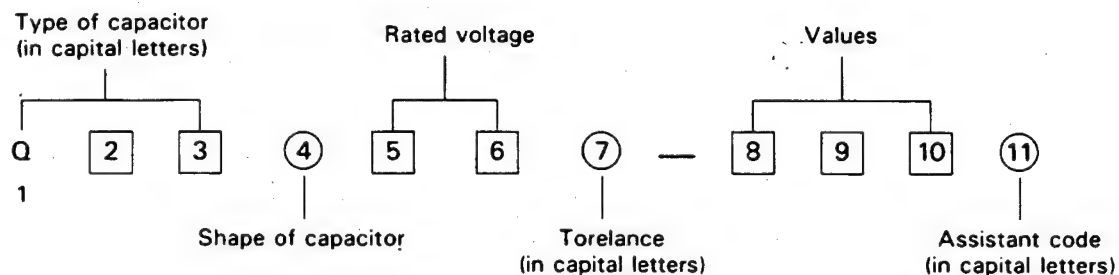 Type of capacitor
(in capital letters)
Rated voltage
Values
Q 2 3 4 5 6 7 — 8 9 10 11
1
Shape of capacitor
Torelance
(in capital letters)
Assistant code
(in capital letters)